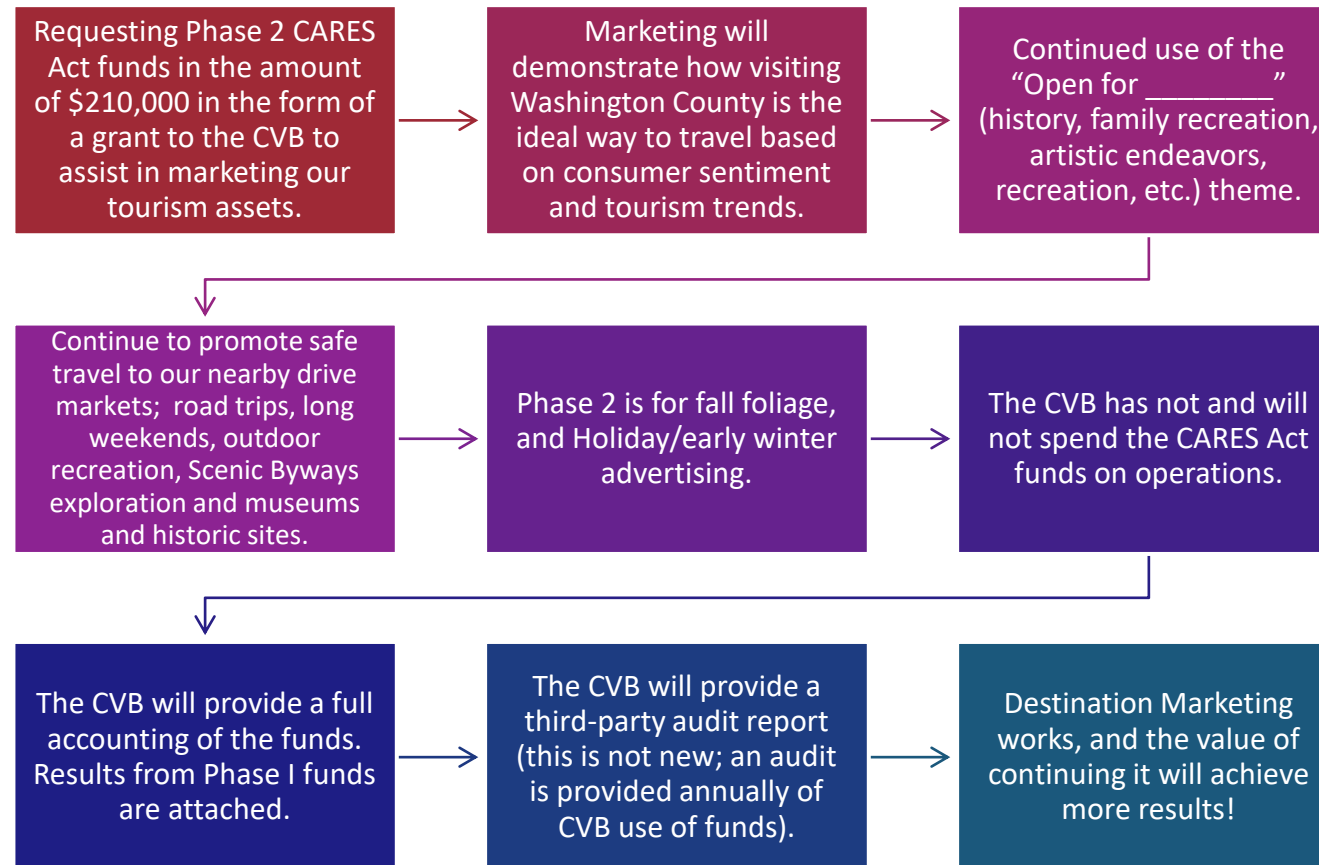 Requesting Phase 2 CARES
Act funds in the amount
of $210,000 in the form of
a grant to the CVB to
assist in marketing our
tourism assets.
Marketing will
demonstrate how visiting
Washington County is the
ideal way to travel based
on consumer sentiment
and tourism trends.
Continued use of the
“Open for ________”
(history, family recreation,
artistic endeavors,
recreation, etc.) theme.
Continue to promote safe
travel to our nearby drive
markets;  road trips, long
weekends, outdoor
recreation, Scenic Byways
exploration and museums
and historic sites.
Phase 2 is for fall foliage,
and Holiday/early winter
advertising.
The CVB has not and will
not spend the CARES Act
funds on operations.
The CVB will provide a full
accounting of the funds.
Results from Phase I funds
are attached.
The CVB will provide a
third-party audit report
(this is not new; an audit
is provided annually of
CVB use of funds).
Destination Marketing
works, and the value of
continuing it will achieve
more results!